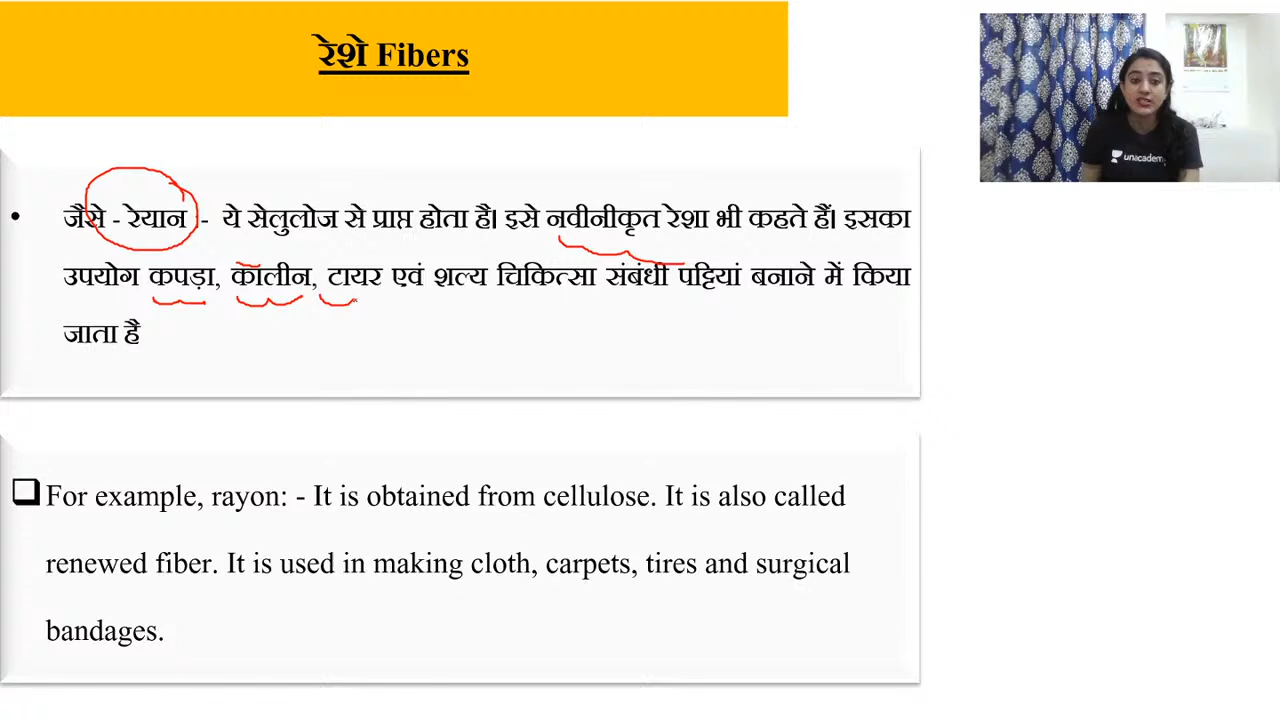 रेशे Fibers
unacademy
• जैसे - रेयान :- ये सेलुलोज से प्राप्त होता है। इसे नवीनीकृत रेशा भी कहते हैं। इसका
उपयोग कपड़ा, कॉलीन, टायर एवं शल्य चिकित्सा संबंधी पट्टियां बनाने में किया
जाता है
❑ For example, rayon: - It is obtained from cellulose. It is also called
renewed fiber. It is used in making cloth, carpets, tires and surgical
bandages.